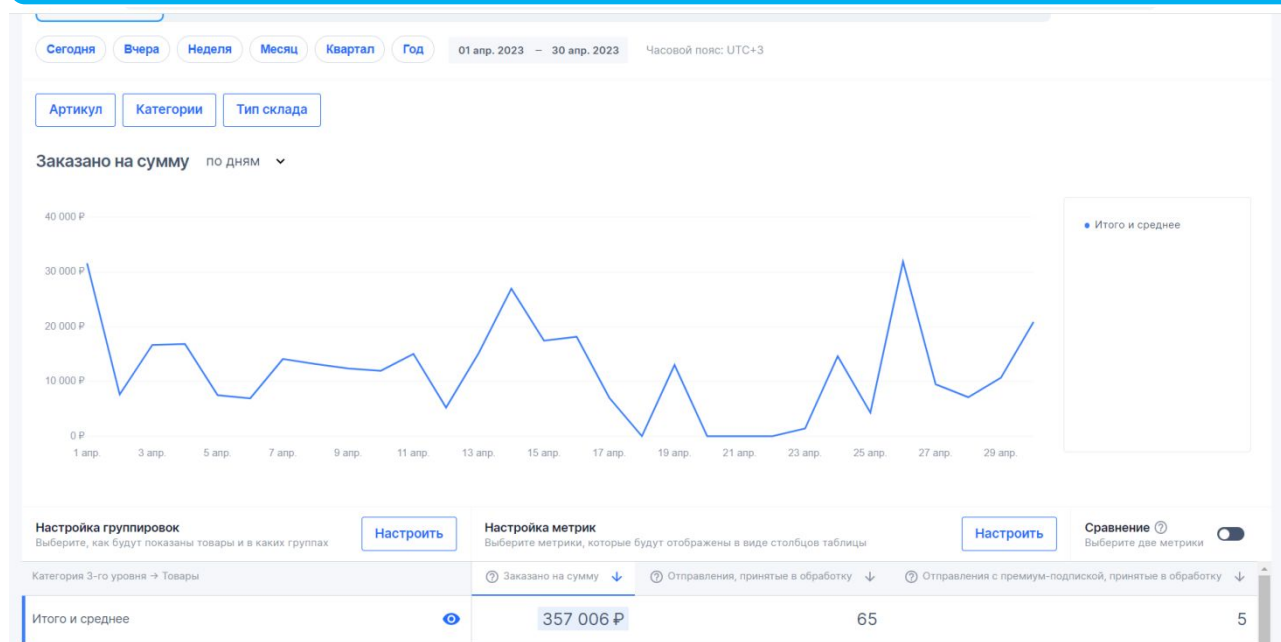 Сегодня Вчера Неделя Месяц Квартал Год 01 апр. 2023 – 30 апр. 2023 Часовой пояс: UTC+3
Артикул Категории Тип склада
Заказано на сумму по дням
40 000 ₽
Итого и среднее
30 000 ₽
20 000 ₽
10 000 ₽
0 ₽
1 апр. 3 апр. 5 апр. 7 апр. 9 апр. 11 апр. 13 апр. 15 апр. 17 апр. 19 апр. 21 апр. 23 апр. 25 апр. 27 апр. 29 апр.
Настройка группировок
Выберите, как будут показаны товары и в каких группах
Настроить
Настройка метрик
Выберите метрики, которые будут отображены в виде столбцов таблицы
Настроить
Сравнение
Выберите две метрики
Категория 3-го уровня → Товары Заказано на сумму ↓ Отправления, принятые в обработку ↓ Отправления с премиум-подпиской, принятые в обработку ↓
Итого и среднее 357 006 ₽ 65 5